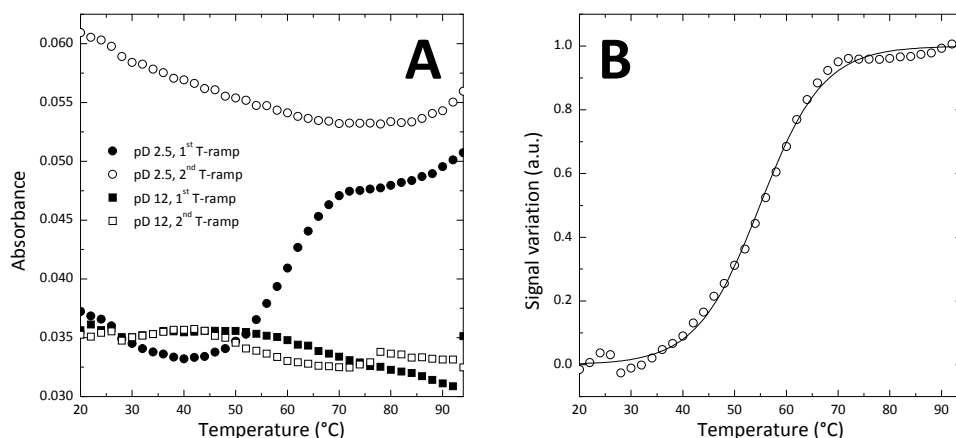 A
0.060
0.055
0.050
0.045
0.040
0.035
0.030
Absorbance
pD 2.5, 1st T-ramp
pD 2.5, 2nd T-ramp
pD 12, 1st T-ramp
pD 12, 2nd T-ramp
20 30 40 50 60 70 80 90
Temperature (°C)
B
1.0
0.8
0.6
0.4
0.2
0.0
Signal variation (a.u.)
20 30 40 50 60 70 80 90
Temperature (°C)